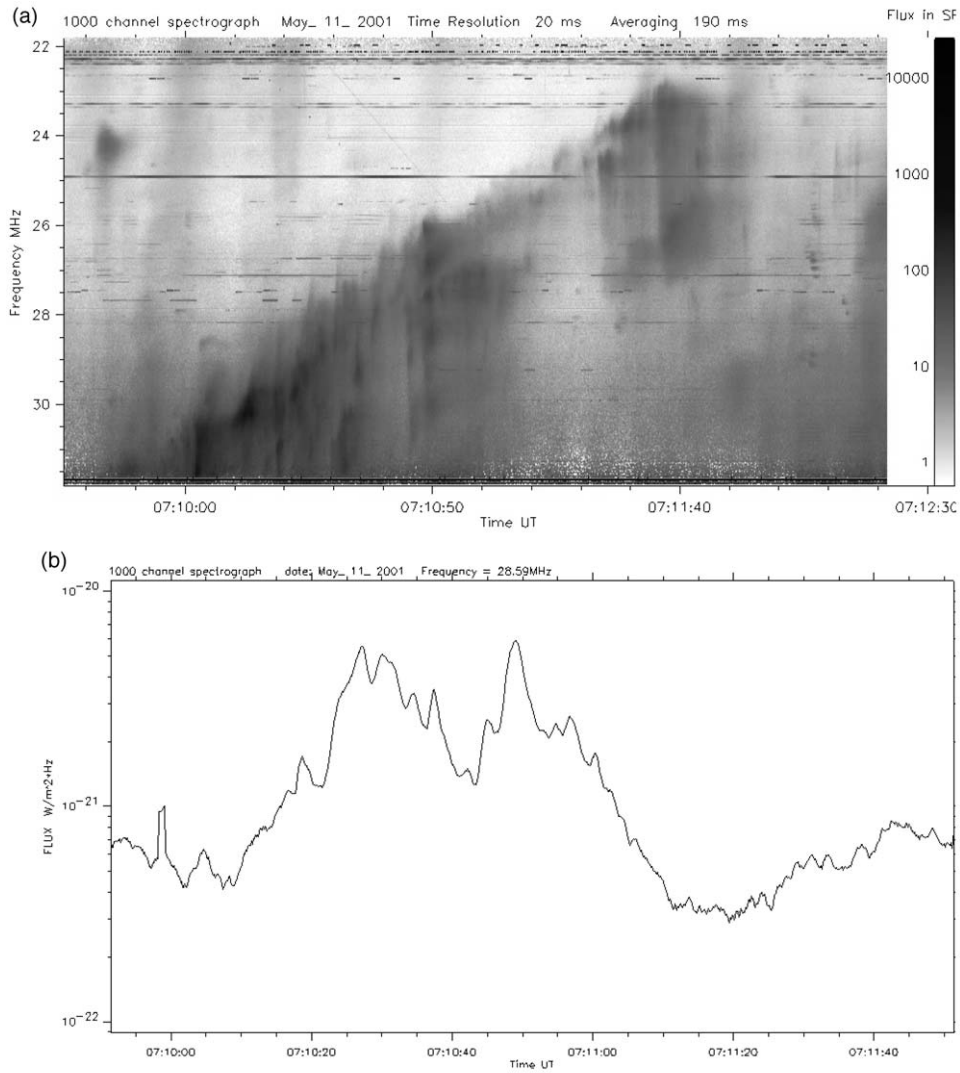 (a)
1000 channel spectrograph May_ 11_ 2001 Time Resolution 20 ms Averaging 190 ms
Flux in SF
22
24
26
28
30
Frequency MHz
10000
1000
100
10
1
07:10:00 07:10:50 07:11:40 07:12:30
Time UT
(b)
1000 channel spectrograph date: May_ 11_ 2001 Frequency = 28.59MHz
10^-20
10^-21
10^-22
FLUX W/m^2*Hz
07:10:00 07:10:20 07:10:40 07:11:00 07:11:20 07:11:40
Time UT